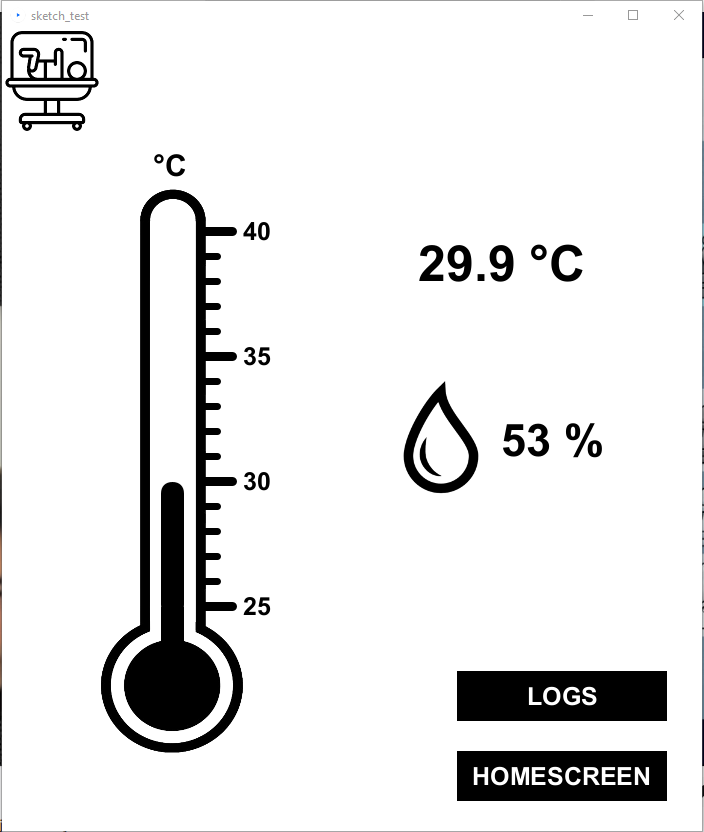 sketch_test
°C
40
29.9 °C
35
53 %
30
25
LOGS
HOMESCREEN